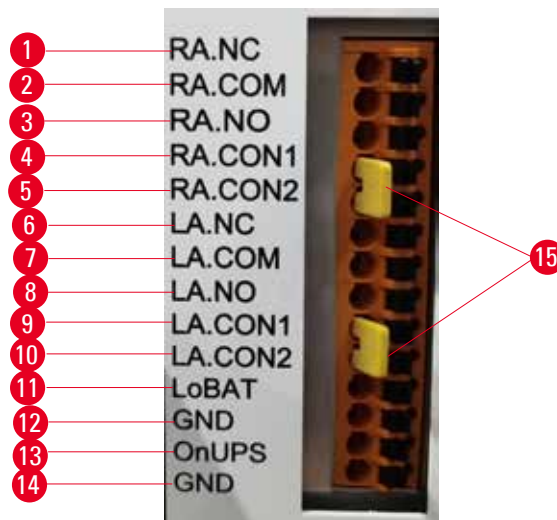 1 RA.NC
2 RA.COM
3 RA.NO
4 RA.CON1
5 RA.CON2
6 LA.NC
7 LA.COM
8 LA.NO
9 LA.CON1
10 LA.CON2
11 LoBAT
12 GND
13 OnUPS
14 GND
15